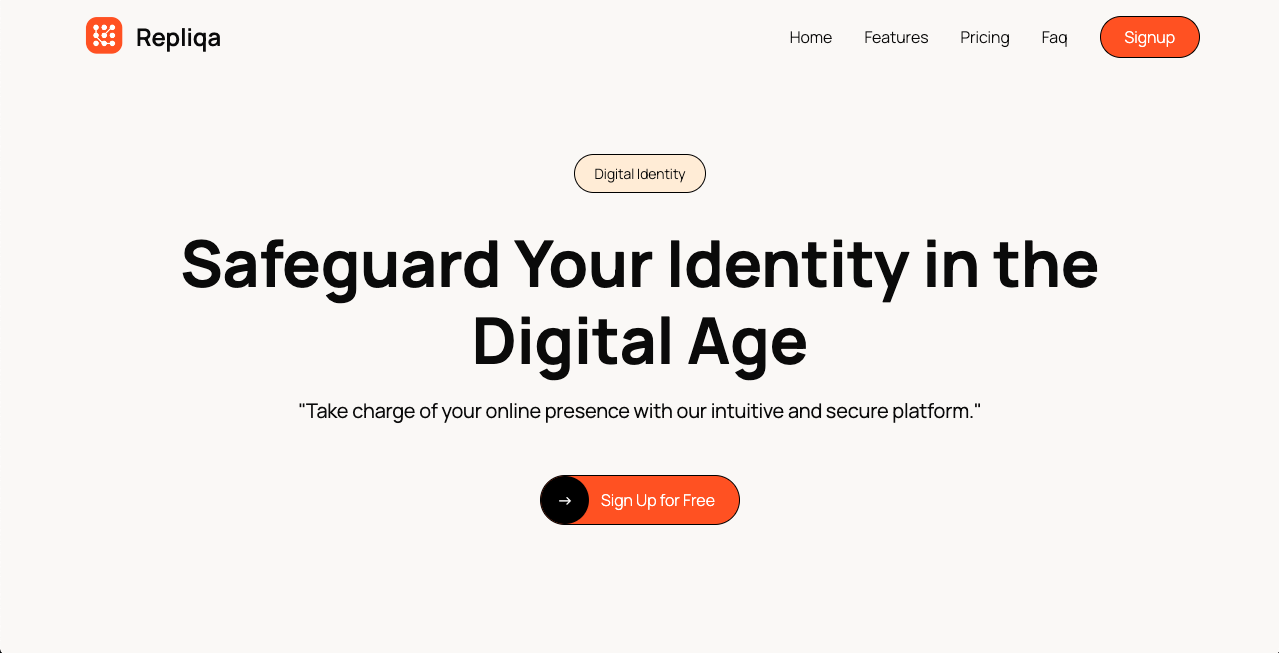 Repliqa
Home Features Pricing Faq Signup
Digital Identity
Safeguard Your Identity in the
Digital Age
"Take charge of your online presence with our intuitive and secure platform."
→ Sign Up for Free